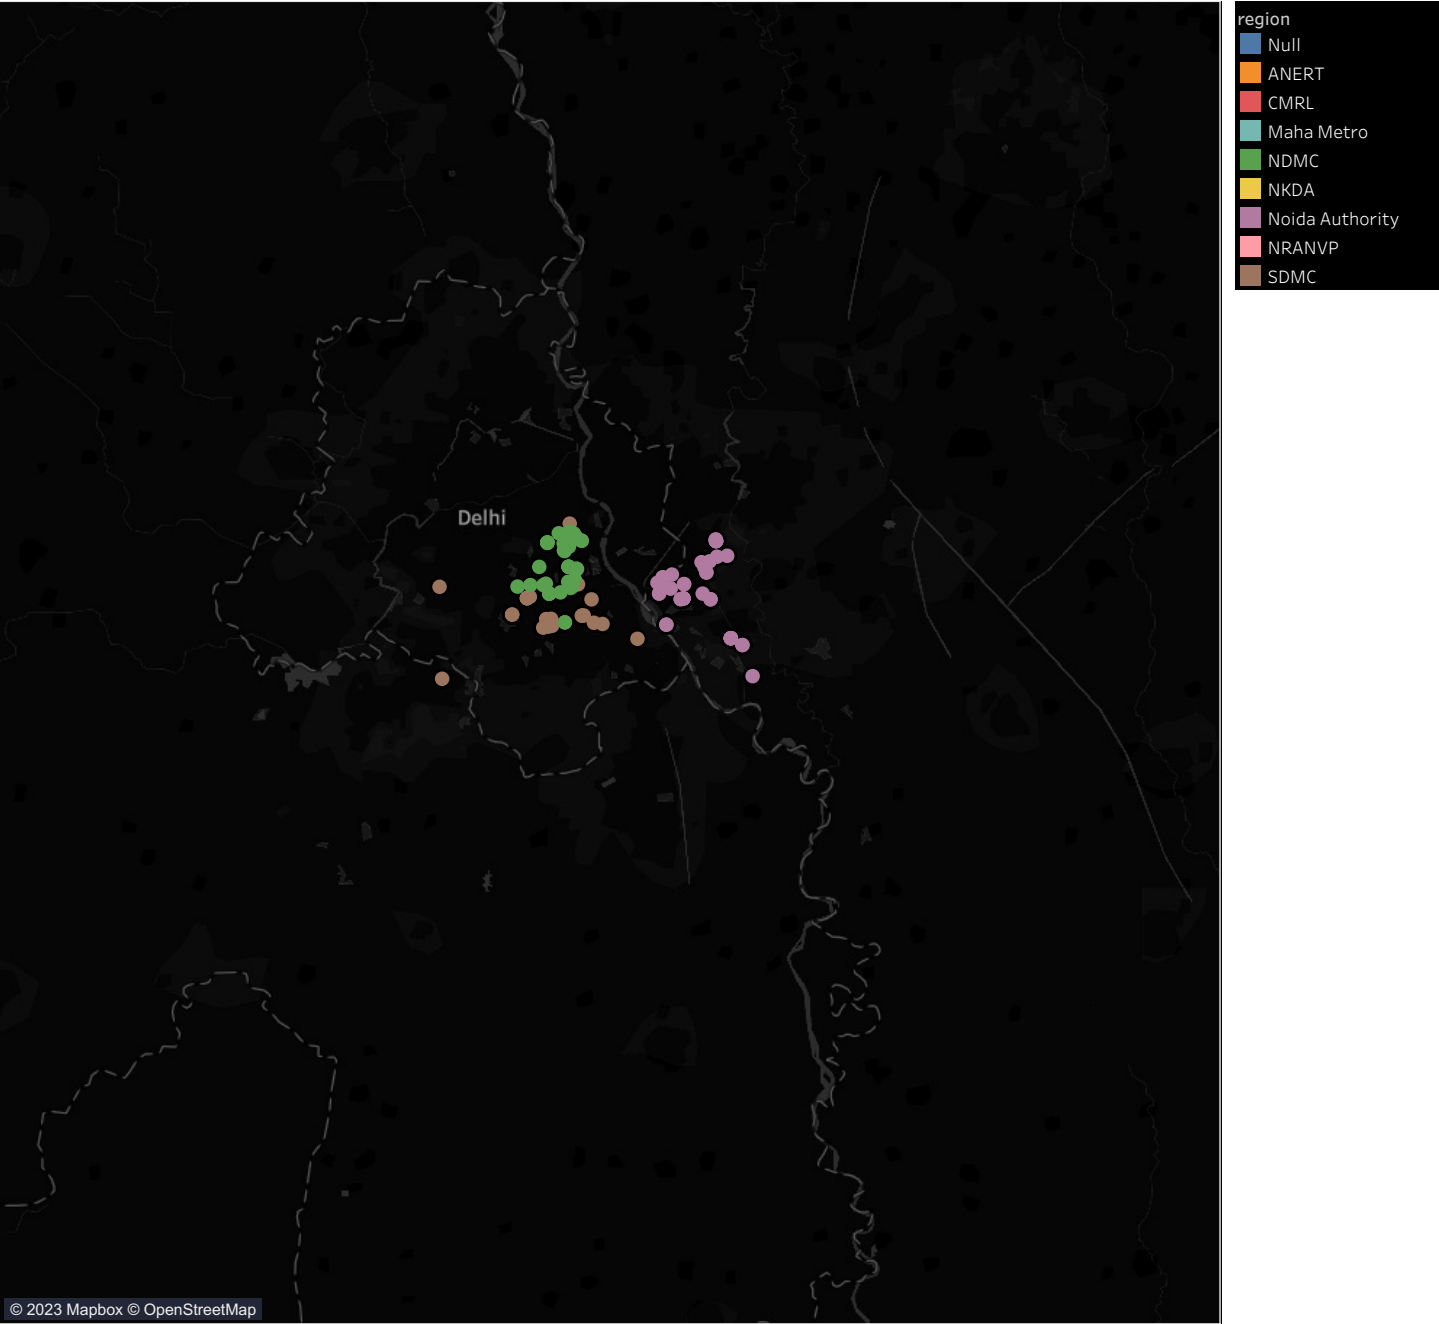 region
Null
ANERT
CMRL
Maha Metro
NDMC
NKDA
Noida Authority
NRANVP
SDMC
Delhi
© 2023 Mapbox © OpenStreetMap